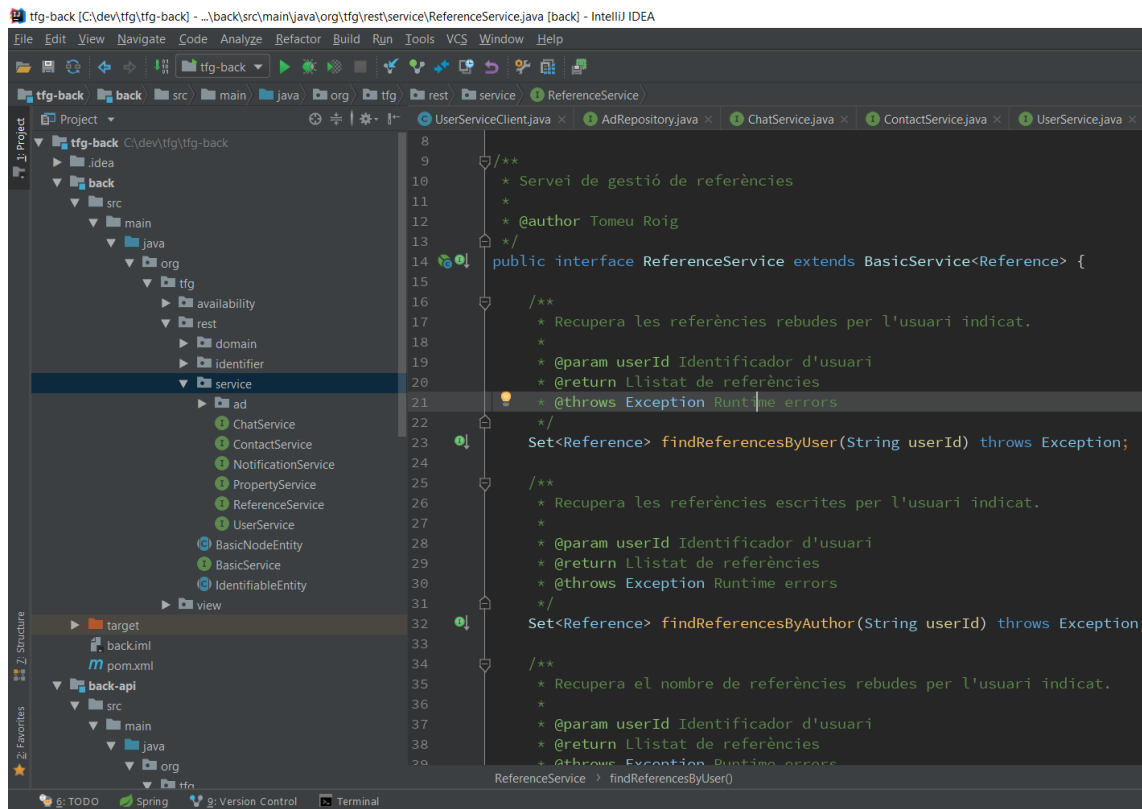 tfg-back [C:\dev\tfg\tfg-back] - ...\back\src\main\java\org\tfg\rest\service\ReferenceService.java [back] - IntelliJ IDEA
File Edit View Navigate Code Analyze Refactor Build Run Tools VCS Window Help
tfg-back
tfg-back back src main java org tfg rest service ReferenceService
Project
UserServiceClient.java AdRepository.java ChatService.java ContactService.java UserService.java
1: Project
7: Structure
2: Favorites
tfg-back C:\dev\tfg\tfg-back
.idea
back
src
main
java
org
tfg
availability
rest
domain
identifier
service
ad
ChatService
ContactService
NotificationService
PropertyService
ReferenceService
UserService
BasicNodeEntity
BasicService
IdentifiableEntity
view
target
back.iml
pom.xml
back-api
src
main
java
org
tfg
8
9 /**
10 * Servei de gestió de referències
11 *
12 * @author Tomeu Roig
13 */
14 public interface ReferenceService extends BasicService<Reference> {
15
16 /**
17 * Recupera les referències rebudes per l'usuari indicat.
18 *
19 * @param userId Identificador d'usuari
20 * @return Llistat de referències
21 * @throws Exception Runtime errors
22 */
23 Set<Reference> findReferencesByUser(String userId) throws Exception;
24
25 /**
26 * Recupera les referències escrites per l'usuari indicat.
27 *
28 * @param userId Identificador d'usuari
29 * @return Llistat de referències
30 * @throws Exception Runtime errors
31 */
32 Set<Reference> findReferencesByAuthor(String userId) throws Exception
33
34 /**
35 * Recupera el nombre de referències rebudes per l'usuari indicat.
36 *
37 * @param userId Identificador d'usuari
38 * @return Llistat de referències
39 * @throws Exception Runtime errors
ReferenceService > findReferencesByUser()
6: TODO Spring 9: Version Control Terminal